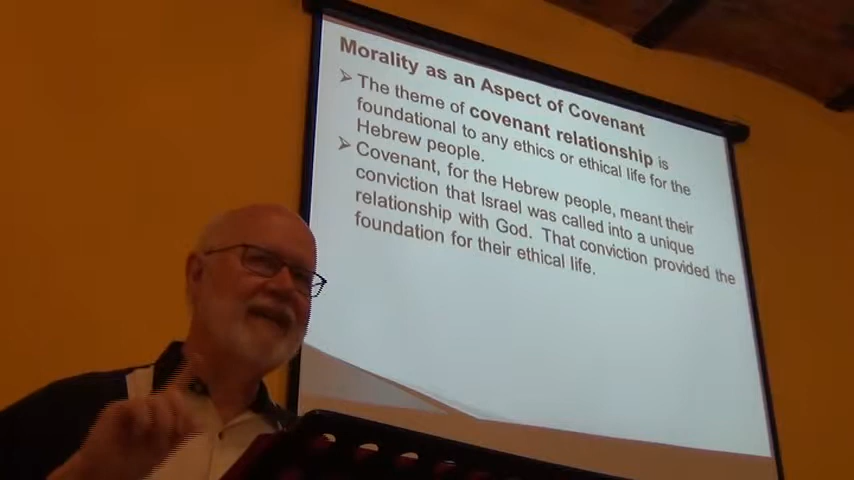 Morality as an Aspect of Covenant
➢ The theme of covenant relationship is
foundational to any ethics or ethical life for the
Hebrew people.
➢ Covenant, for the Hebrew people, meant their
conviction that Israel was called into a unique
relationship with God. That conviction provided the
foundation for their ethical life.